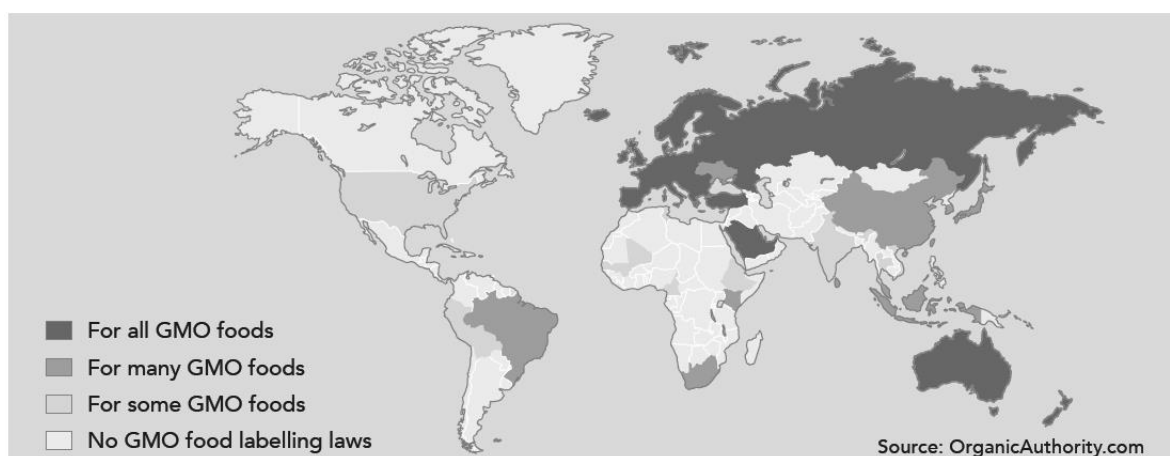 For all GMO foods
For many GMO foods
For some GMO foods
No GMO food labelling laws
Source: OrganicAuthority.com